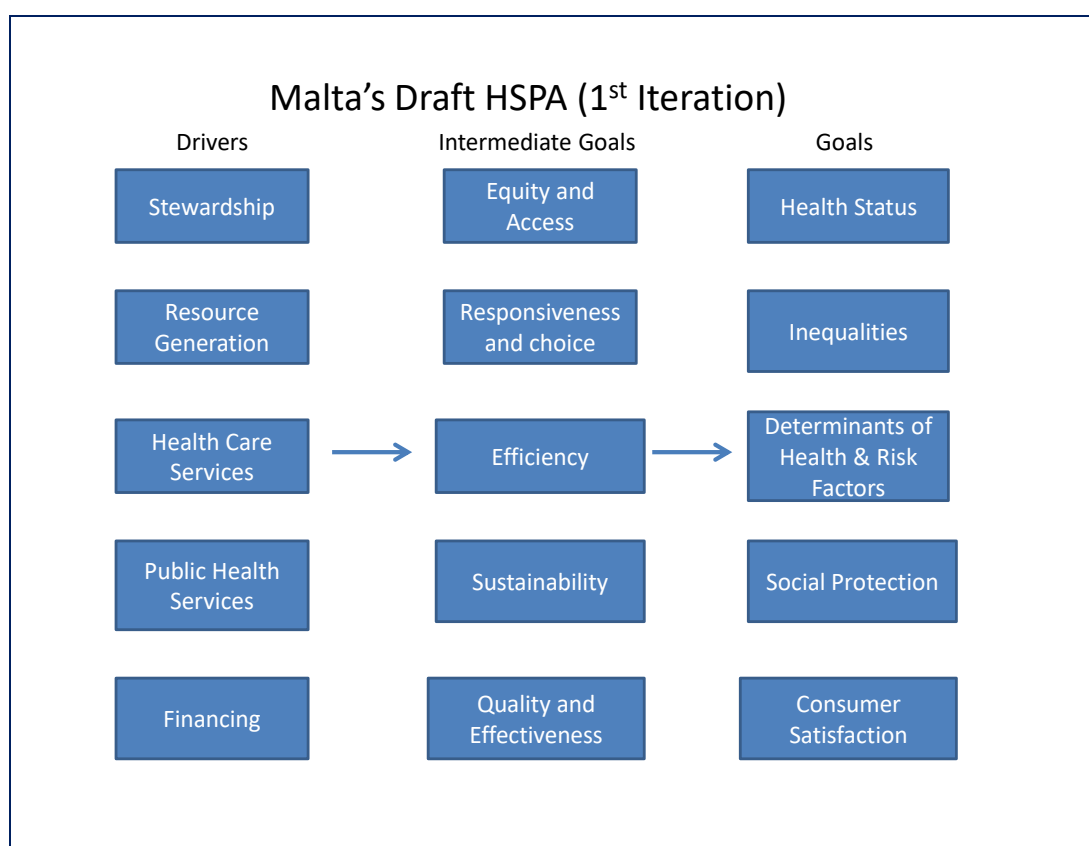 Malta's Draft HSPA (1st Iteration)
Drivers
Intermediate Goals
Goals
Stewardship
Equity and
Access
Health Status
Resource
Generation
Responsiveness
and choice
Inequalities
Health Care
Services
Efficiency
Determinants of
Health & Risk
Factors
Public Health
Services
Sustainability
Social Protection
Financing
Quality and
Effectiveness
Consumer
Satisfaction